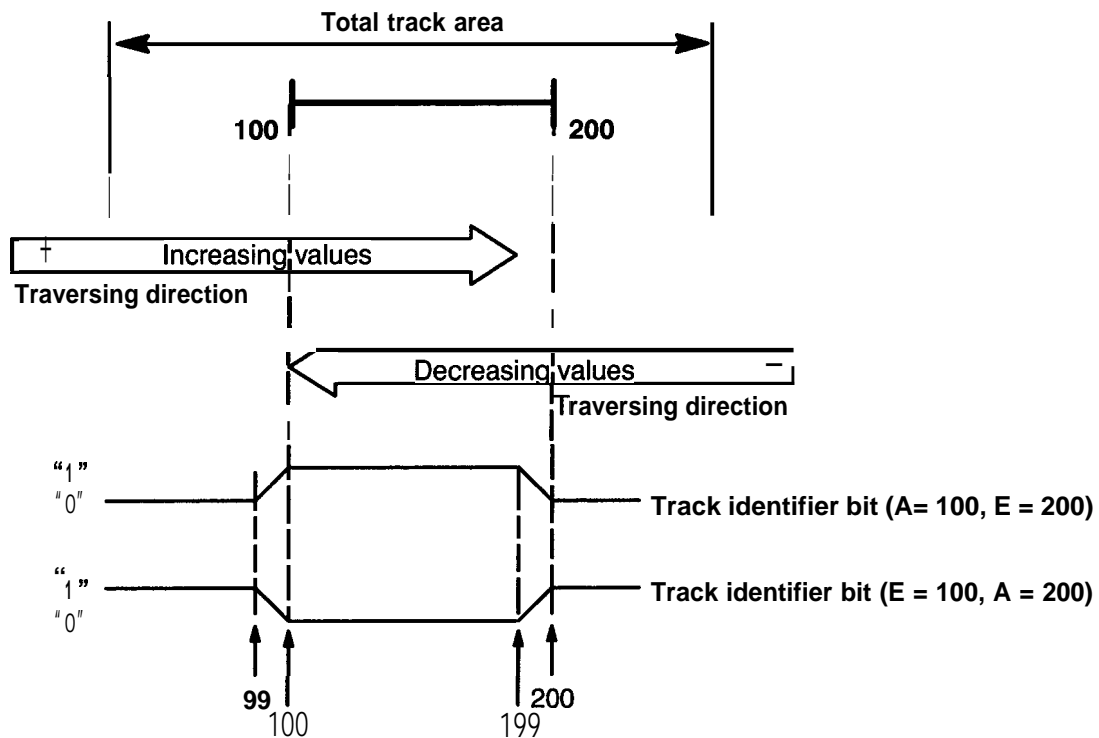 Total track area
100 200
+ Increasing values
Traversing direction
Decreasing values −
Traversing direction
“1”
“0”
Track identifier bit (A= 100, E = 200)
“1”
“0”
Track identifier bit (E = 100, A = 200)
99 200
100 199